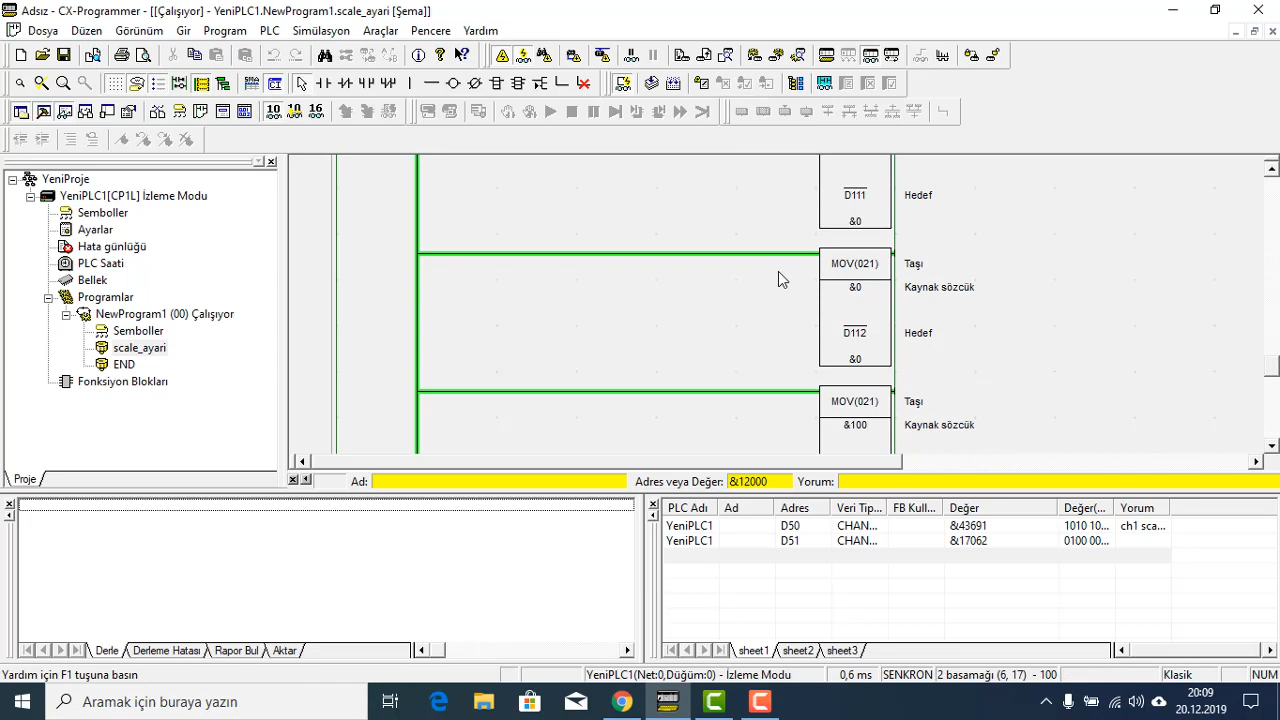 Adsız - CX-Programmer - [[Çalışıyor] - YeniPLC1.NewProgram1.scale_ayari [Şema]]
Dosya Düzen Görünüm Gir Program PLC Simülasyon Araçlar Pencere Yardım
10 10 16
YeniProje
YeniPLC1[CP1L] İzleme Modu
Semboller
Ayarlar
Hata günlüğü
PLC Saati
Bellek
Programlar
NewProgram1 (00) Çalışıyor
Semboller
scale_ayari
END
Fonksiyon Blokları
Proje
D111 Hedef
&0
MOV(021) Taşı
&0 Kaynak sözcük
D112 Hedef
&0
MOV(021) Taşı
&100 Kaynak sözcük
Ad: Adres veya Değer: &12000 Yorum:
PLC Adı Ad Adres Veri Tip... FB Kull... Değer Değer(... Yorum
YeniPLC1 D50 CHAN... &43691 1010 10... ch1 sca...
YeniPLC1 D51 CHAN... &17062 0100 00...
Derle Derleme Hatası Rapor Bul Aktar
sheet1 sheet2 sheet3
Yardım için F1 tuşuna basın YeniPLC1(Net:0,Düğüm:0) - İzleme Modu 0,6 ms SENKRON 2 basamağı (6, 17) - 100 Klasik NUM
Aramak için buraya yazın
20:09
20.12.2019